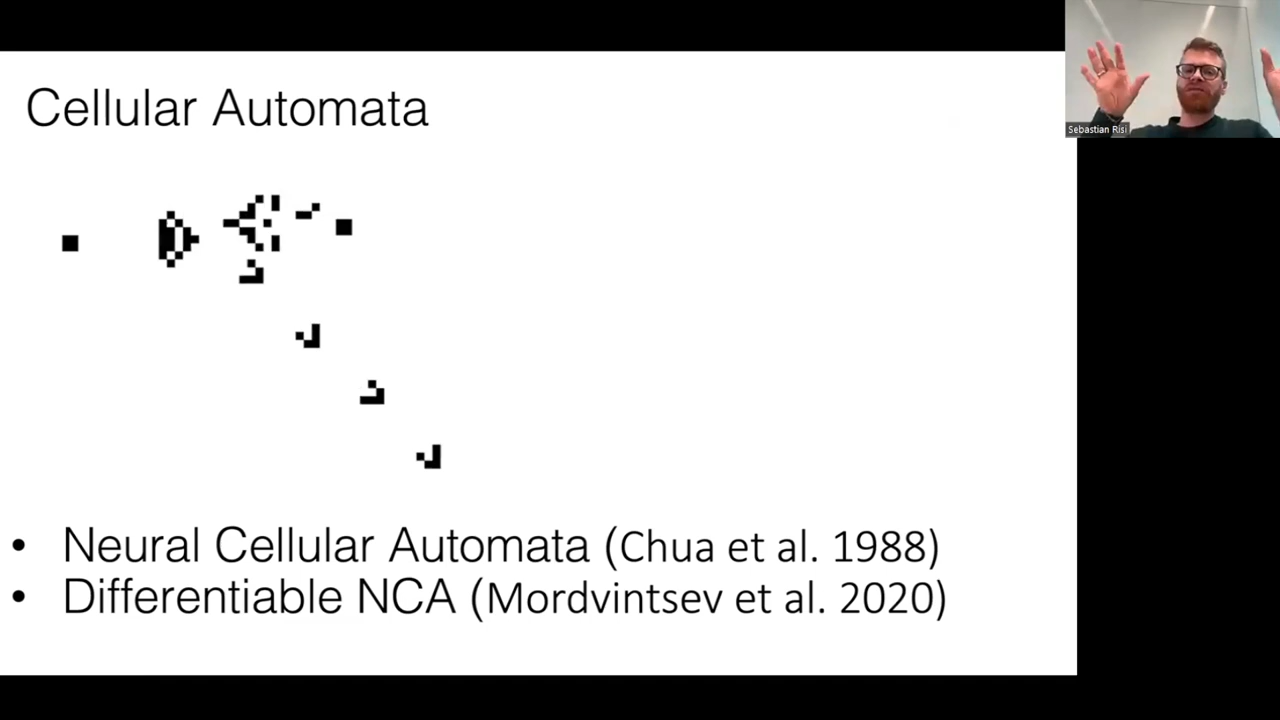 Cellular Automata
Sebastian Risi
• Neural Cellular Automata (Chua et al. 1988)
• Differentiable NCA (Mordvintsev et al. 2020)